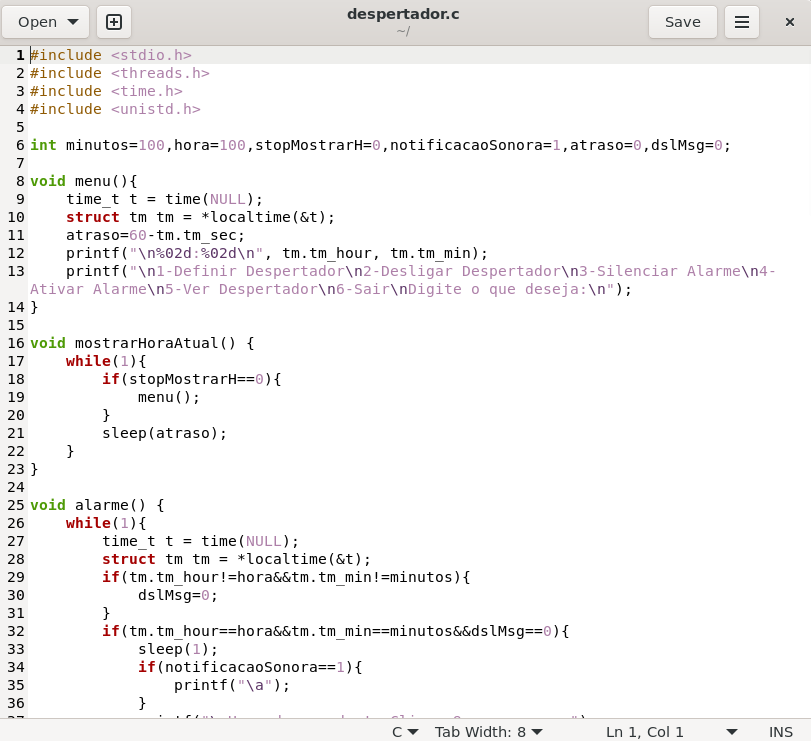 Open
despertador.c
~/
Save
1 #include <stdio.h>
2 #include <threads.h>
3 #include <time.h>
4 #include <unistd.h>
5
6 int minutos=100,hora=100,stopMostrarH=0,notificacaoSonora=1,atraso=0,dslMsg=0;
7
8 void menu(){
9     time_t t = time(NULL);
10     struct tm tm = *localtime(&t);
11     atraso=60-tm.tm_sec;
12     printf("\n%02d:%02d\n", tm.tm_hour, tm.tm_min);
13     printf("\n1-Definir Despertador\n2-Desligar Despertador\n3-Silenciar Alarme\n4-
Ativar Alarme\n5-Ver Despertador\n6-Sair\nDigite o que deseja:\n");
14 }
15
16 void mostrarHoraAtual() {
17     while(1){
18         if(stopMostrarH==0){
19             menu();
20         }
21         sleep(atraso);
22     }
23 }
24
25 void alarme() {
26     while(1){
27         time_t t = time(NULL);
28         struct tm tm = *localtime(&t);
29         if(tm.tm_hour!=hora&&tm.tm_min!=minutos){
30             dslMsg=0;
31         }
32         if(tm.tm_hour==hora&&tm.tm_min==minutos&&dslMsg==0){
33             sleep(1);
34             if(notificacaoSonora==1){
35                 printf("\a");
36             }
C
Tab Width: 8
Ln 1, Col 1
INS